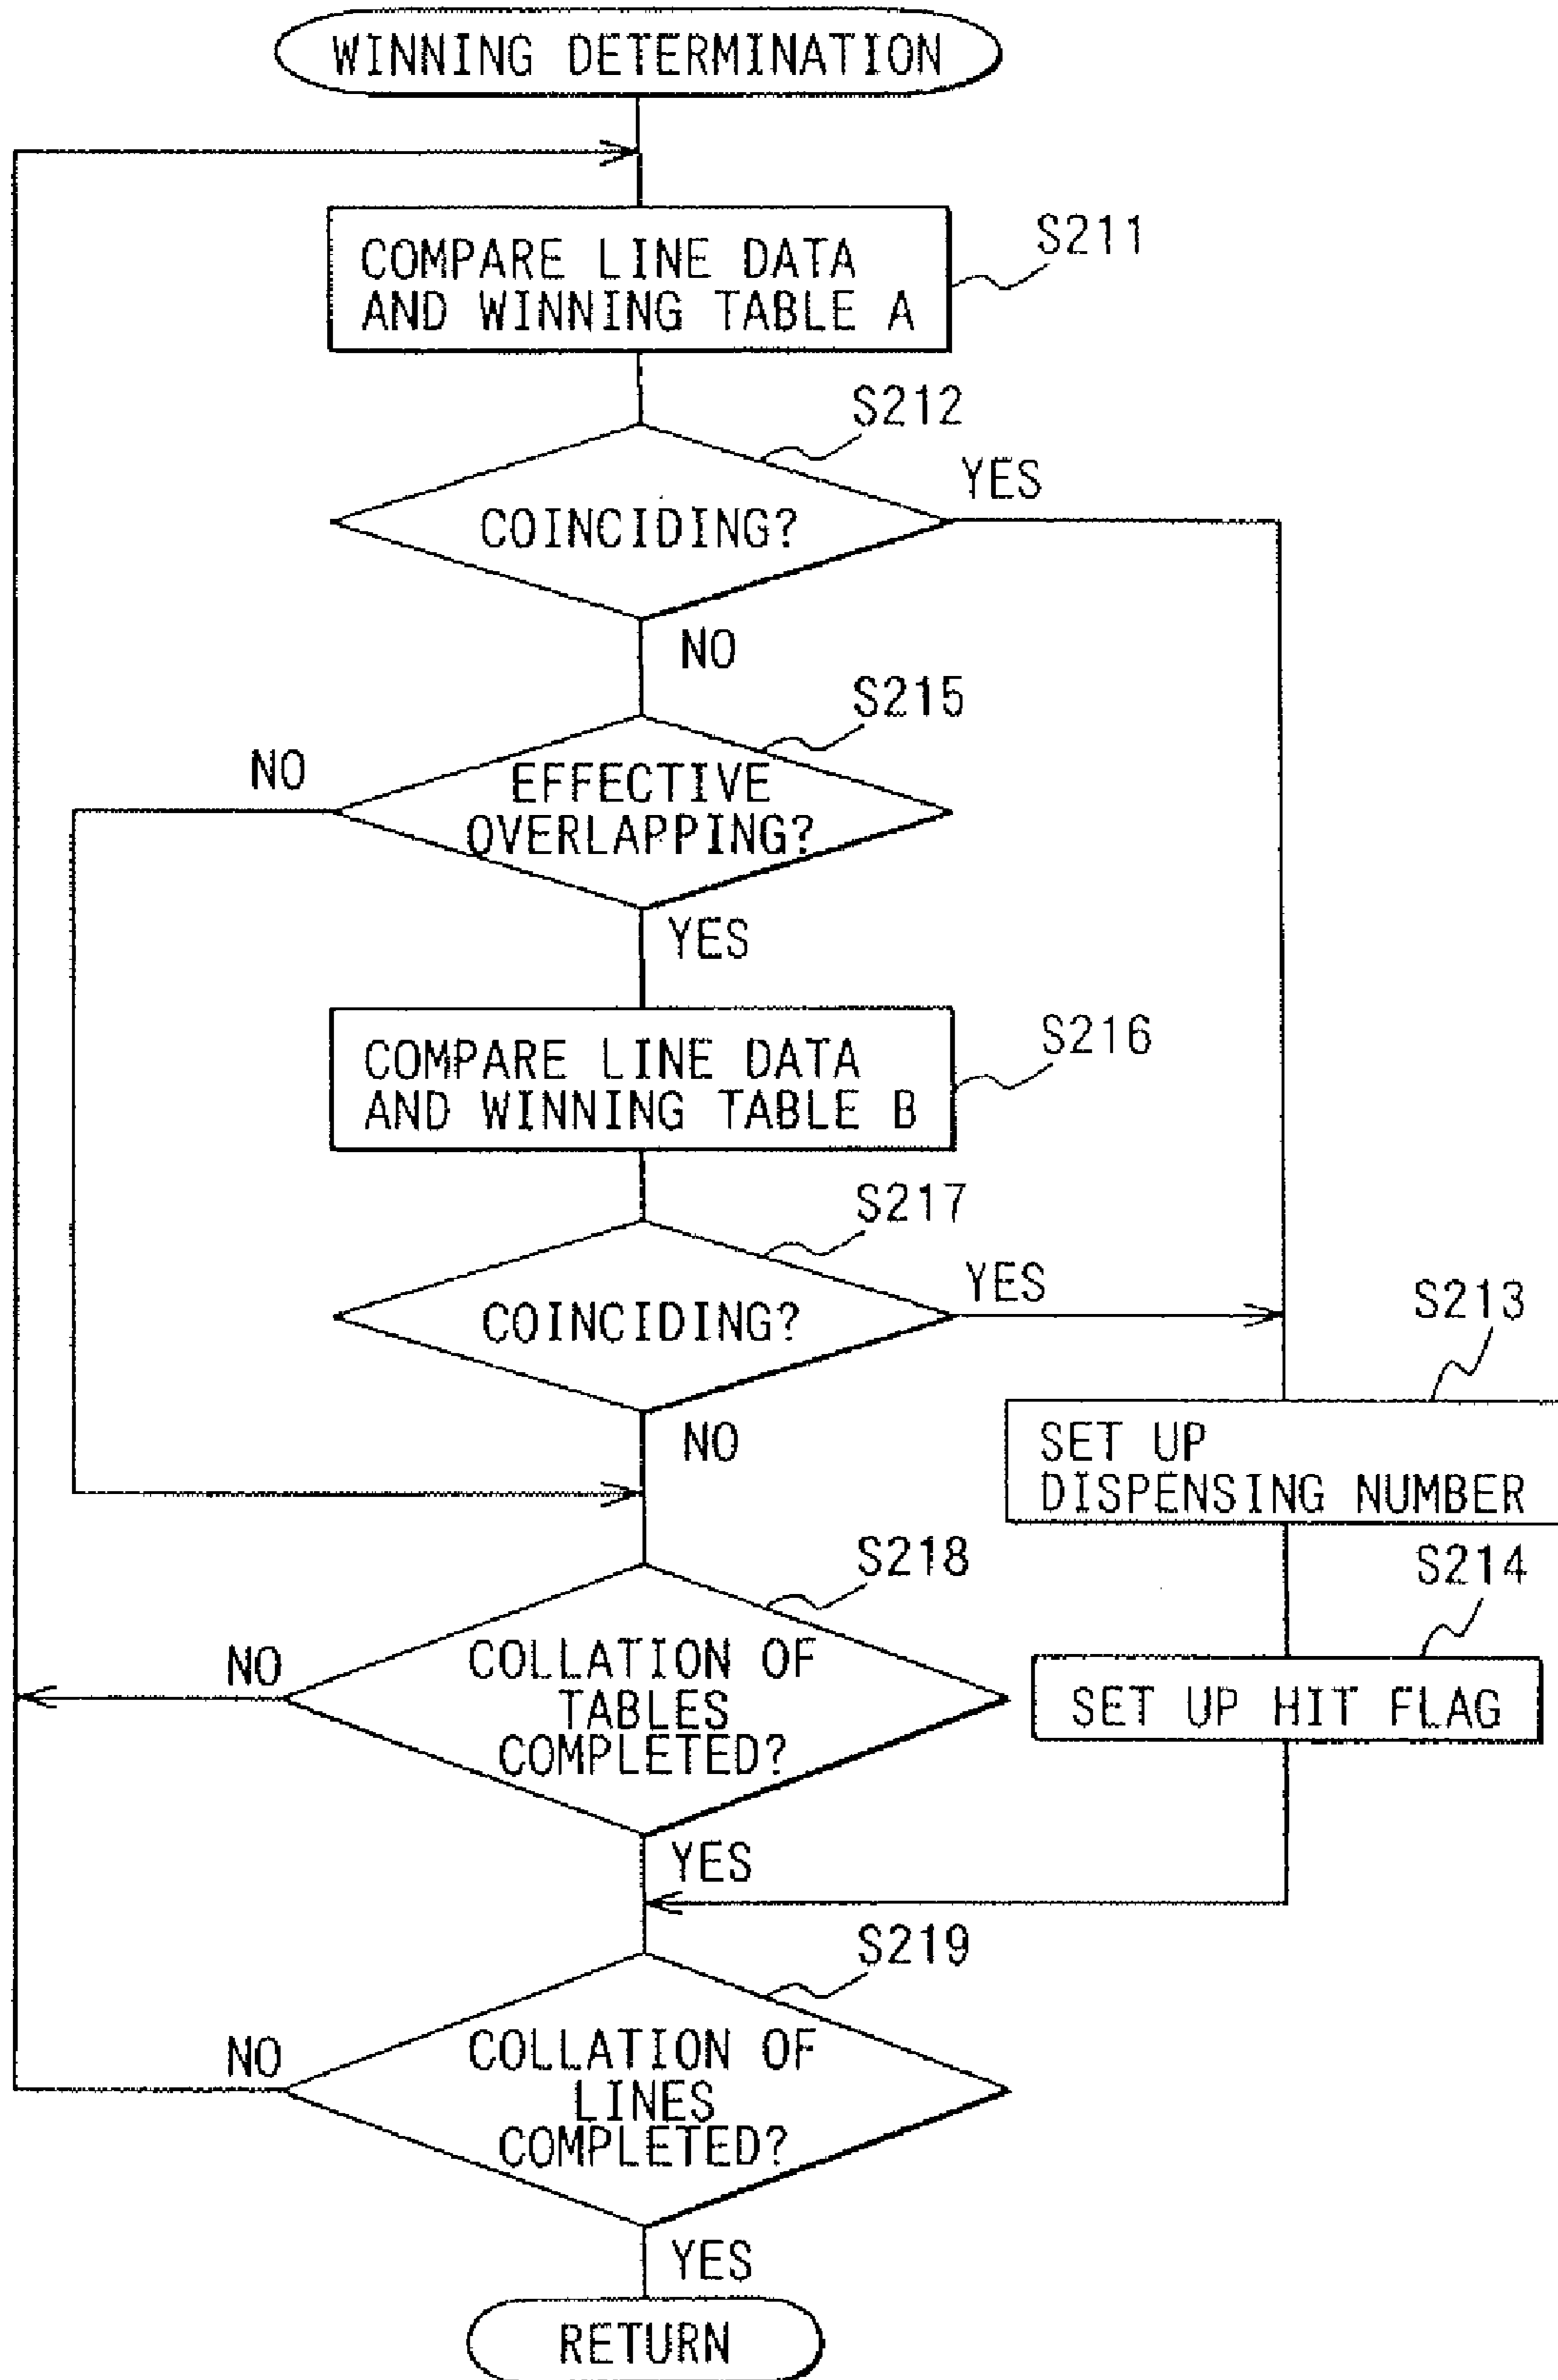 WINNING DETERMINATION
COMPARE LINE DATA
AND WINNING TABLE A
S211
S212
COINCIDING?
YES
NO
S215
EFFECTIVE
OVERLAPPING?
NO
YES
COMPARE LINE DATA
AND WINNING TABLE B
S216
S217
COINCIDING?
YES
NO
S213
SET UP
DISPENSING NUMBER
S214
SET UP HIT FLAG
S218
COLLATION OF
TABLES
COMPLETED?
NO
YES
S219
COLLATION OF
LINES
COMPLETED?
NO
YES
RETURN